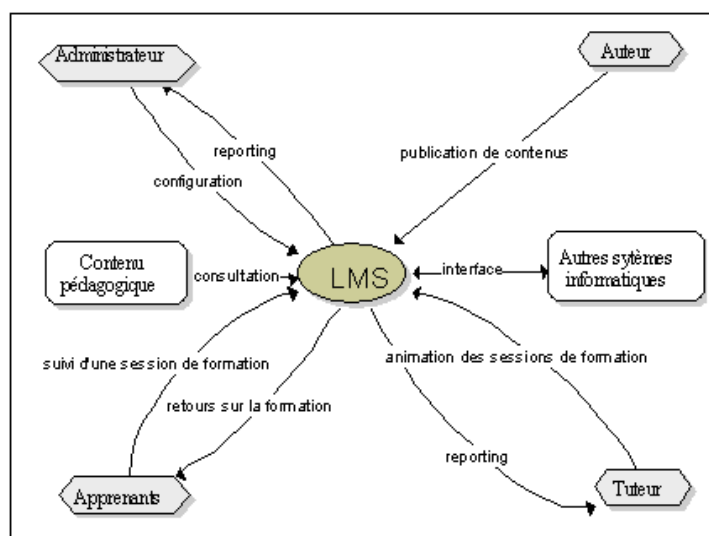 Administrateur
Auteur
reporting
publication de contenus
configuration
Contenu
pédagogique
consultation
LMS
interface
Autres sytèmes
informatiques
suivi d'une session de formation
animation des sessions de formation
retours sur la formation
reporting
Apprenants
Tuteur